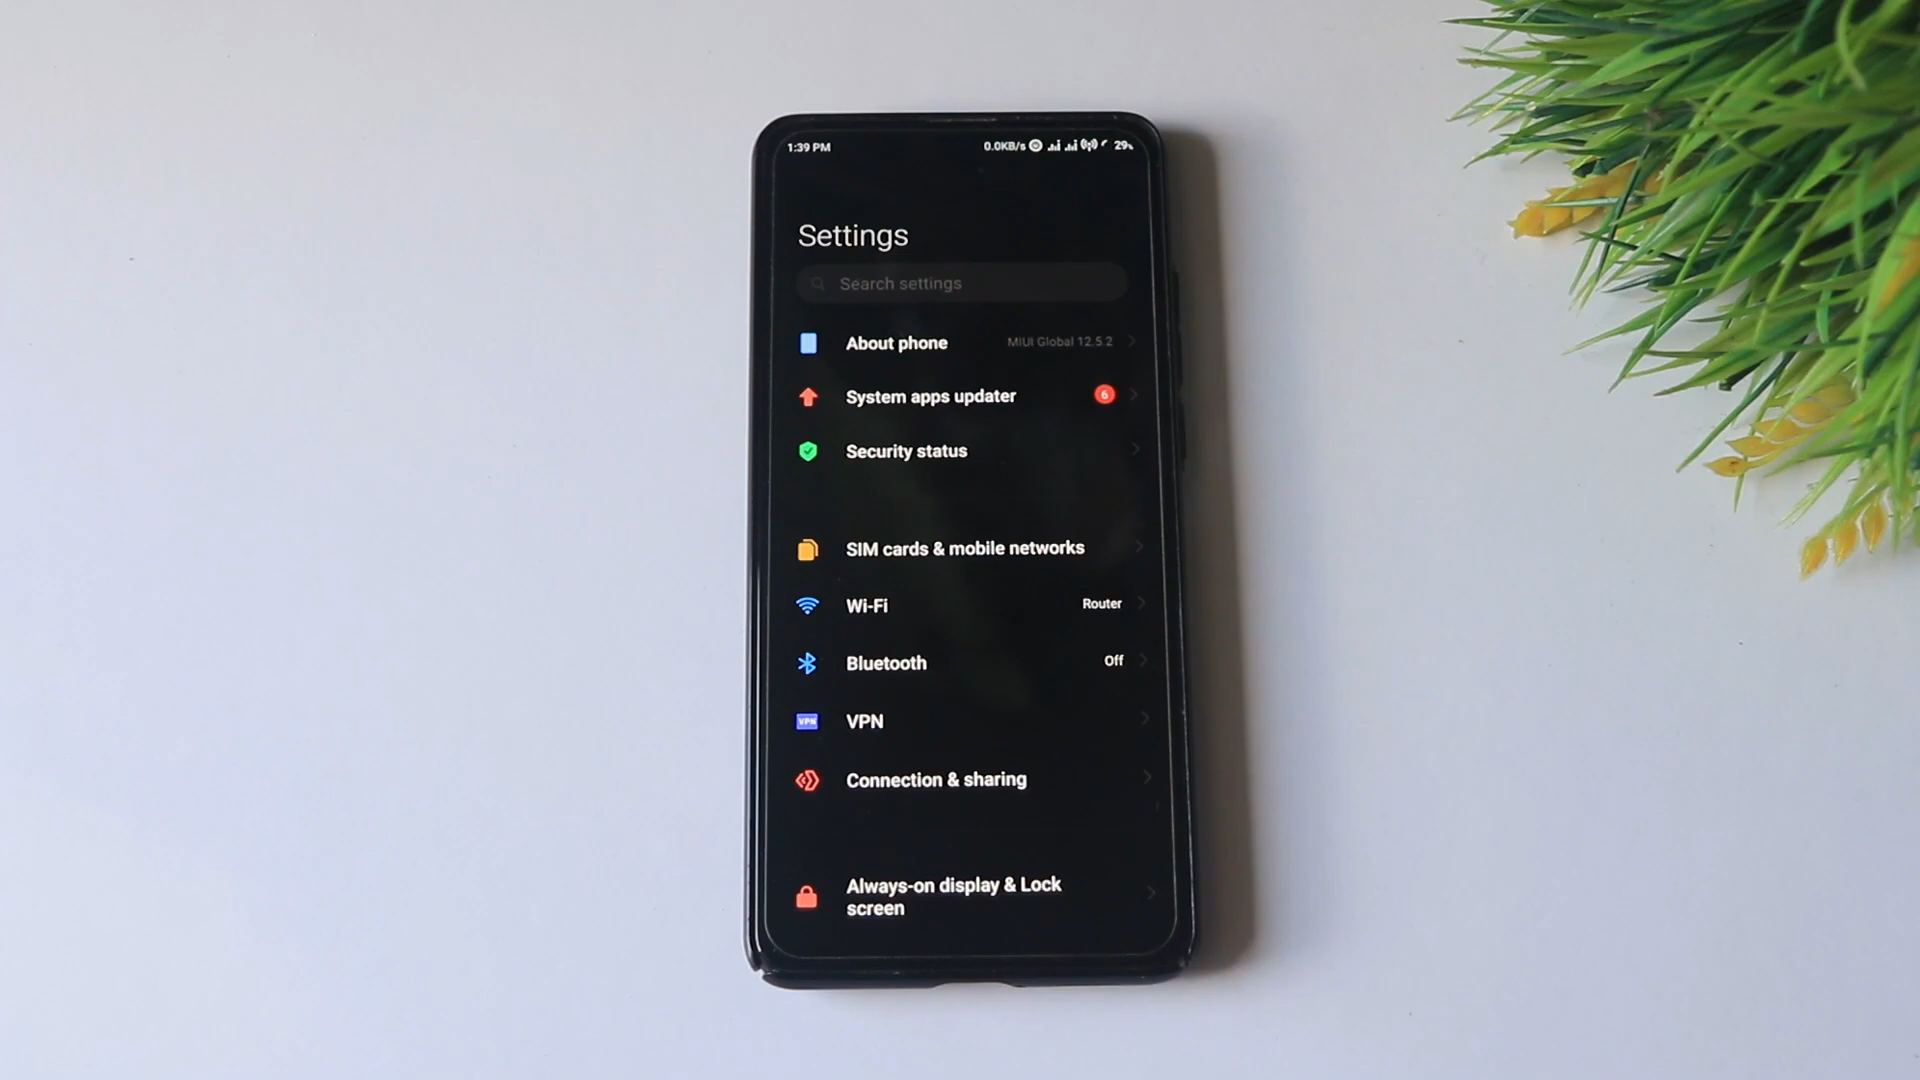 1:39 PM 0.0KB/s 29%
Settings
Search settings
About phone MIUI Global 12.5.2
System apps updater 6
Security status
SIM cards & mobile networks
Wi-Fi Router
Bluetooth Off
VPN VPN
Connection & sharing
Always-on display & Lock
screen